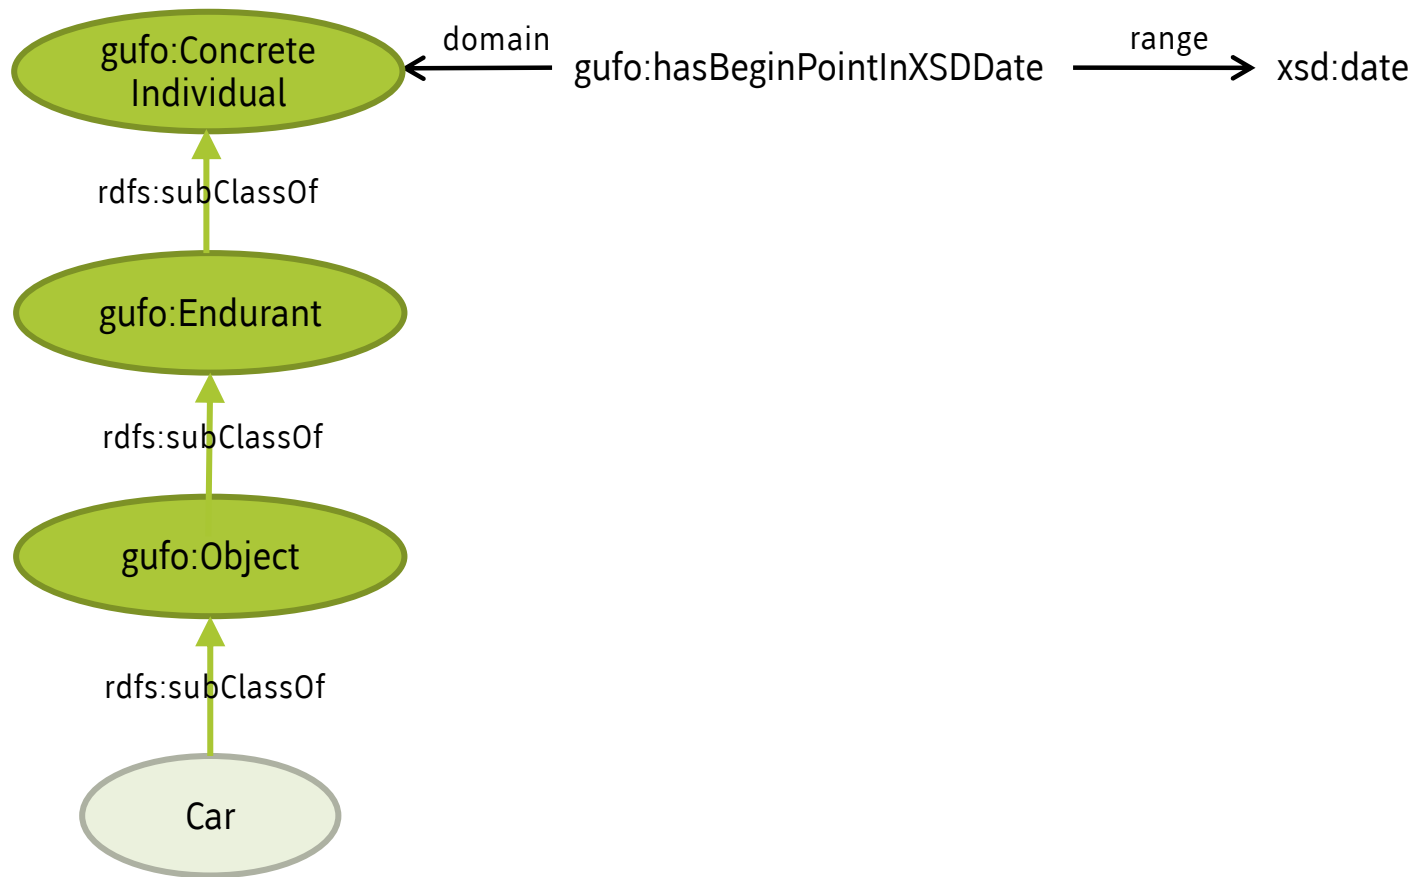 gufo:Concrete
Individual
domain
gufo:hasBeginPointInXSDDate
range
xsd:date
rdfs:subClassOf
gufo:Endurant
rdfs:subClassOf
gufo:Object
rdfs:subClassOf
Car